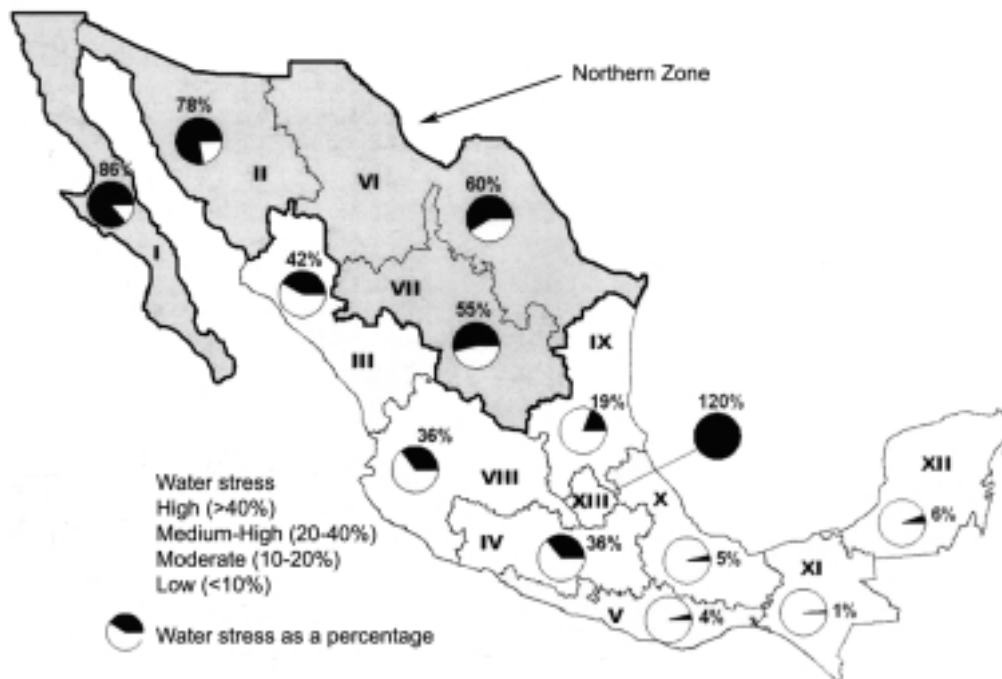 Northern Zone
78%
II
VI
60%
86%
I
42%
VII
55%
III
IX
19%
120%
36%
VIII
XIII
X
XII
6%
Water stress
High (>40%)
Medium-High (20-40%)
Moderate (10-20%)
Low (<10%)
IV
36%
5%
XI
V
4%
1%
Water stress as a percentage